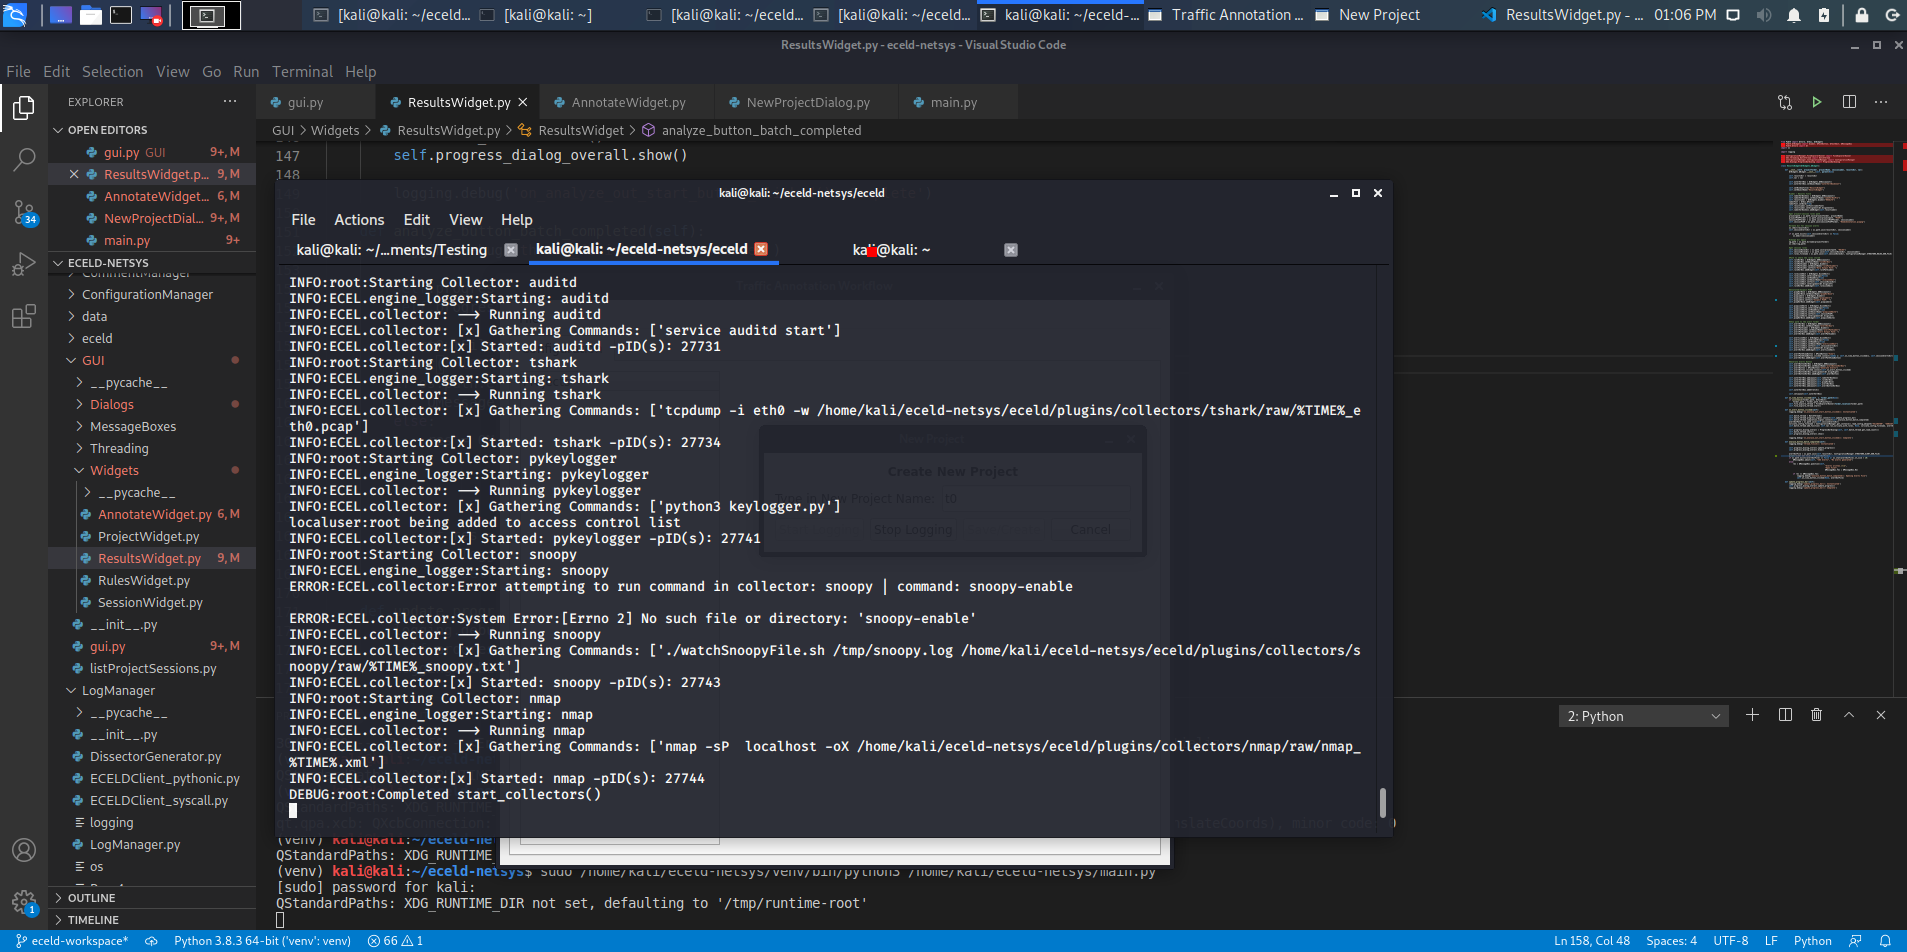 [kali@kali: ~/eceld...
[kali@kali: ~]
[kali@kali: ~/eceld...
[kali@kali: ~/eceld...
kali@kali: ~/eceld-...
Traffic Annotation ...
New Project
ResultsWidget.py - ...
01:06 PM
ResultsWidget.py - eceld-netsys - Visual Studio Code
File Edit Selection View Go Run Terminal Help
EXPLORER
gui.py
ResultsWidget.py
AnnotateWidget.py
NewProjectDialog.py
main.py
GUI > Widgets > ResultsWidget.py > ResultsWidget > analyze_button_batch_completed
OPEN EDITORS
gui.py GUI 9+, M
ResultsWidget.p... 9, M
AnnotateWidget... 6, M
NewProjectDial... 9+, M
main.py 9+
34
ECELD-NETSYS
CommentManager
ConfigurationManager
data
eceld
GUI
__pycache__
Dialogs
MessageBoxes
Threading
Widgets
__pycache__
AnnotateWidget.py 6, M
ProjectWidget.py
ResultsWidget.py 9, M
RulesWidget.py
SessionWidget.py
__init__.py
gui.py 9+, M
listProjectSessions.py
LogManager
__pycache__
__init__.py
DissectorGenerator.py
ECELDClient_pythonic.py
ECELDClient_syscall.py
logging
LogManager.py
os
OUTLINE
TIMELINE
1
147 self.progress_dialog_overall.show()
148
kali@kali: ~/eceld-netsys/eceld
File Actions Edit View Help
kali@kali: ~/...ments/Testing
kali@kali: ~/eceld-netsys/eceld
kali@kali: ~
INFO:root:Starting Collector: auditd
INFO:ECEL.engine_logger:Starting: auditd
INFO:ECEL.collector: --> Running auditd
INFO:ECEL.collector: [x] Gathering Commands: ['service auditd start']
INFO:ECEL.collector:[x] Started: auditd -pID(s): 27731
INFO:root:Starting Collector: tshark
INFO:ECEL.engine_logger:Starting: tshark
INFO:ECEL.collector: --> Running tshark
INFO:ECEL.collector: [x] Gathering Commands: ['tcpdump -i eth0 -w /home/kali/eceld-netsys/eceld/plugins/collectors/tshark/raw/%TIME%_e
th0.pcap']
INFO:ECEL.collector:[x] Started: tshark -pID(s): 27734
INFO:root:Starting Collector: pykeylogger
INFO:ECEL.engine_logger:Starting: pykeylogger
INFO:ECEL.collector: --> Running pykeylogger
INFO:ECEL.collector: [x] Gathering Commands: ['python3 keylogger.py']
localuser:root being added to access control list
INFO:ECEL.collector:[x] Started: pykeylogger -pID(s): 27741
INFO:root:Starting Collector: snoopy
INFO:ECEL.engine_logger:Starting: snoopy
ERROR:ECEL.collector:Error attempting to run command in collector: snoopy | command: snoopy-enable
ERROR:ECEL.collector:System Error:[Errno 2] No such file or directory: 'snoopy-enable'
INFO:ECEL.collector: --> Running snoopy
INFO:ECEL.collector: [x] Gathering Commands: ['./watchSnoopyFile.sh /tmp/snoopy.log /home/kali/eceld-netsys/eceld/plugins/collectors/s
noopy/raw/%TIME%_snoopy.txt']
INFO:ECEL.collector:[x] Started: snoopy -pID(s): 27743
INFO:root:Starting Collector: nmap
INFO:ECEL.engine_logger:Starting: nmap
INFO:ECEL.collector: --> Running nmap
INFO:ECEL.collector: [x] Gathering Commands: ['nmap -sP  localhost -oX /home/kali/eceld-netsys/eceld/plugins/collectors/nmap/raw/nmap_
%TIME%.xml']
INFO:ECEL.collector:[x] Started: nmap -pID(s): 27744
DEBUG:root:Completed start_collectors()
Create New Project
Type in New Project Name: t0
Stop Logging
Cancel
2: Python
(venv) kali@kali:~/eceld-ne
QStandardPaths: XDG_RUNTIME_
(venv) kali@kali:~/eceld-netsys$ sudo /home/kali/eceld-netsys/venv/bin/python3 /home/kali/eceld-netsys/main.py
[sudo] password for kali:
QStandardPaths: XDG_RUNTIME_DIR not set, defaulting to '/tmp/runtime-root'
eceld-workspace*
Python 3.8.3 64-bit ('venv': venv)
66
1
Ln 158, Col 48
Spaces: 4
UTF-8
LF
Python